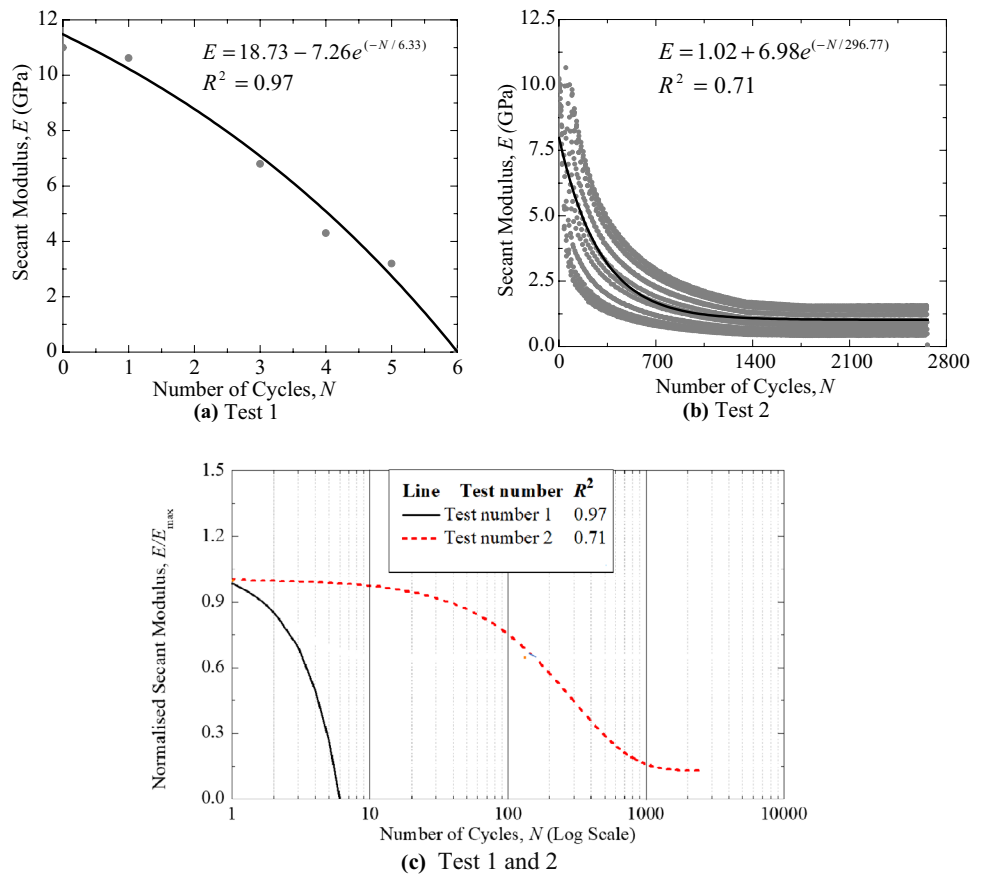 E = 18.73 − 7.26e^(−N/6.33)
R² = 0.97
Secant Modulus, E (GPa)
12
10
8
6
4
2
0
0 1 2 3 4 5 6
Number of Cycles, N
(a) Test 1
E = 1.02 + 6.98e^(−N/296.77)
R² = 0.71
Secant Modulus, E (GPa)
12.5
10.0
7.5
5.0
2.5
0.0
0 700 1400 2100 2800
Number of Cycles, N
(b) Test 2
Line Test number R²
Test number 1 0.97
Test number 2 0.71
Normalised Secant Modulus, E/Emax
1.5
1.2
0.9
0.6
0.3
0.0
1 10 100 1000 10000
Number of Cycles, N (Log Scale)
(c) Test 1 and 2